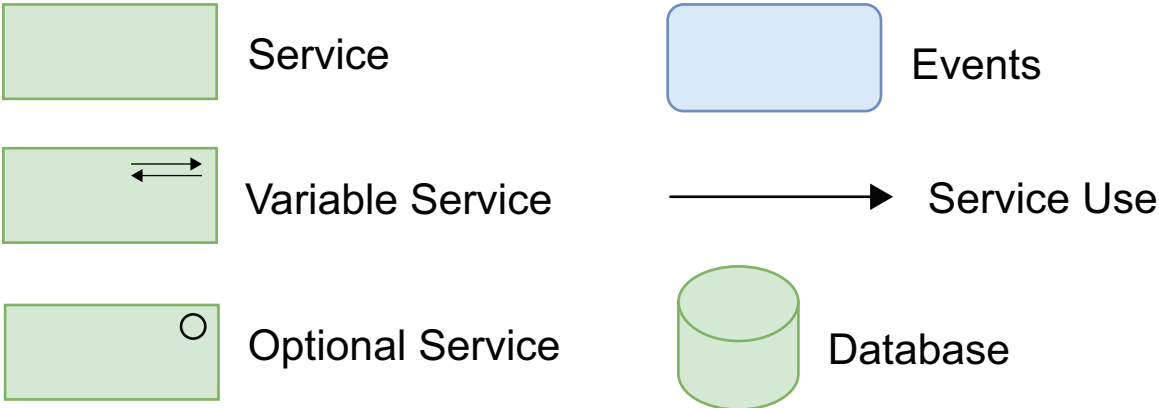 Service
Events
Variable Service
Service Use
Optional Service
Database